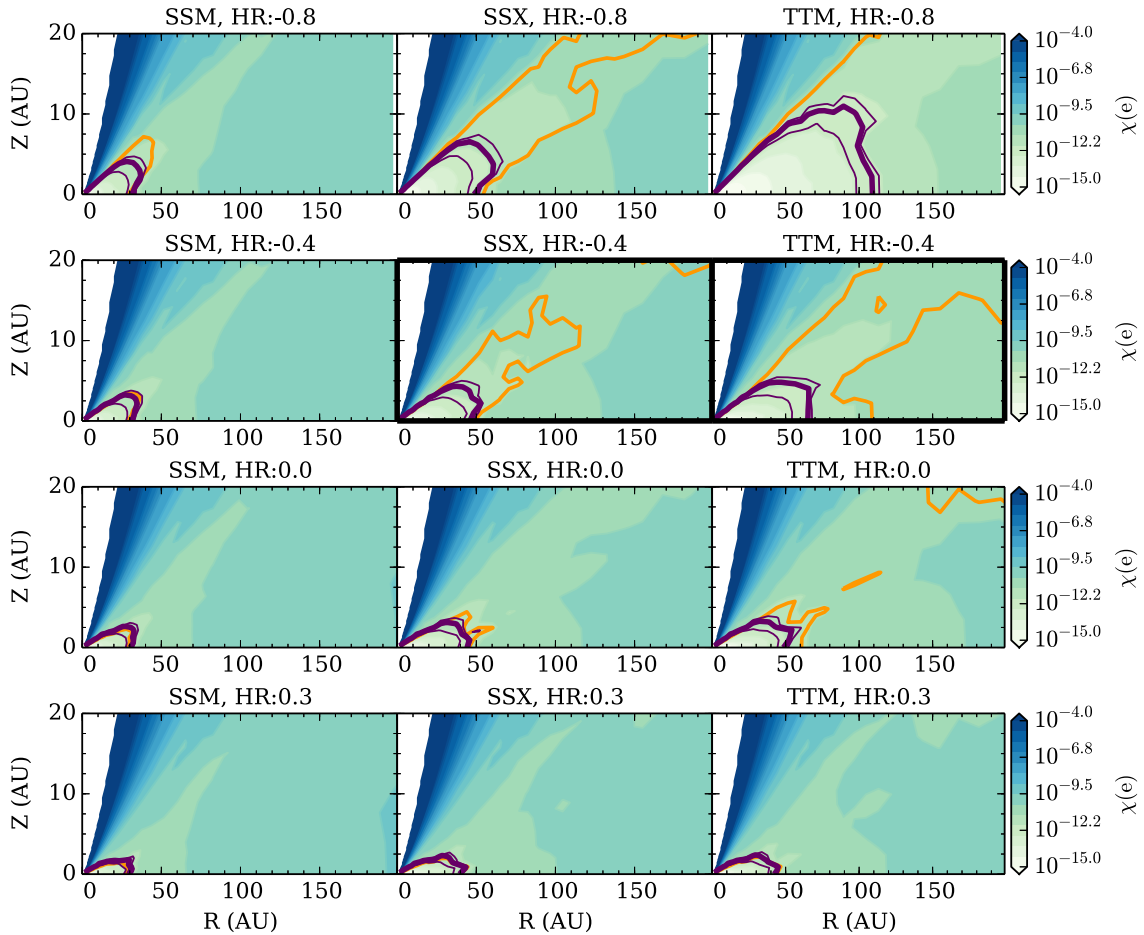 SSM, HR:-0.8 SSX, HR:-0.8 TTM, HR:-0.8
20 10^{-4.0}
10^{-6.8}
Z (AU) 10 10^{-9.5} χ(e)
10^{-12.2}
0 10^{-15.0}
0 50 100 150 0 50 100 150 0 50 100 150
SSM, HR:-0.4 SSX, HR:-0.4 TTM, HR:-0.4
20 10^{-4.0}
10^{-6.8}
Z (AU) 10 10^{-9.5} χ(e)
10^{-12.2}
0 10^{-15.0}
0 50 100 150 0 50 100 150 0 50 100 150
SSM, HR:0.0 SSX, HR:0.0 TTM, HR:0.0
20 10^{-4.0}
10^{-6.8}
Z (AU) 10 10^{-9.5} χ(e)
10^{-12.2}
0 10^{-15.0}
0 50 100 150 0 50 100 150 0 50 100 150
SSM, HR:0.3 SSX, HR:0.3 TTM, HR:0.3
20 10^{-4.0}
10^{-6.8}
Z (AU) 10 10^{-9.5} χ(e)
10^{-12.2}
0 10^{-15.0}
0 50 100 150 0 50 100 150 0 50 100 150
R (AU) R (AU) R (AU)